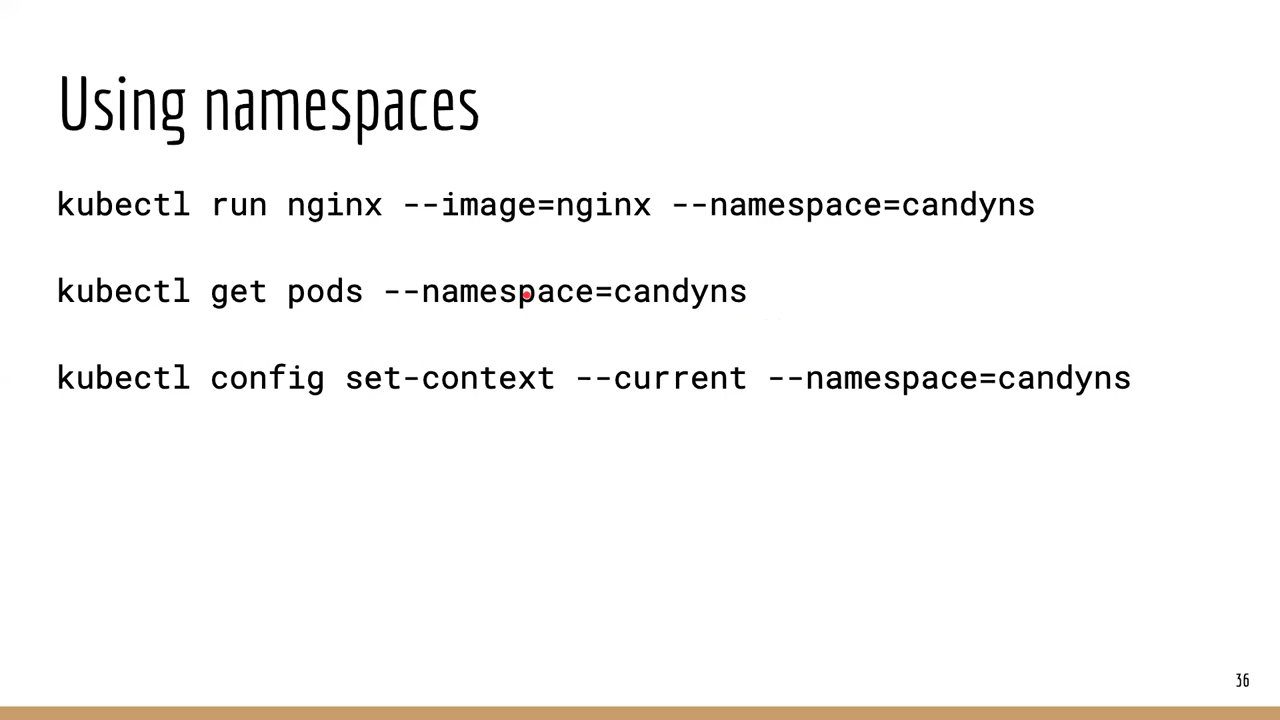 Using namespaces
kubectl run nginx --image=nginx --namespace=candyns
kubectl get pods --namespace=candyns
kubectl config set-context --current --namespace=candyns
36